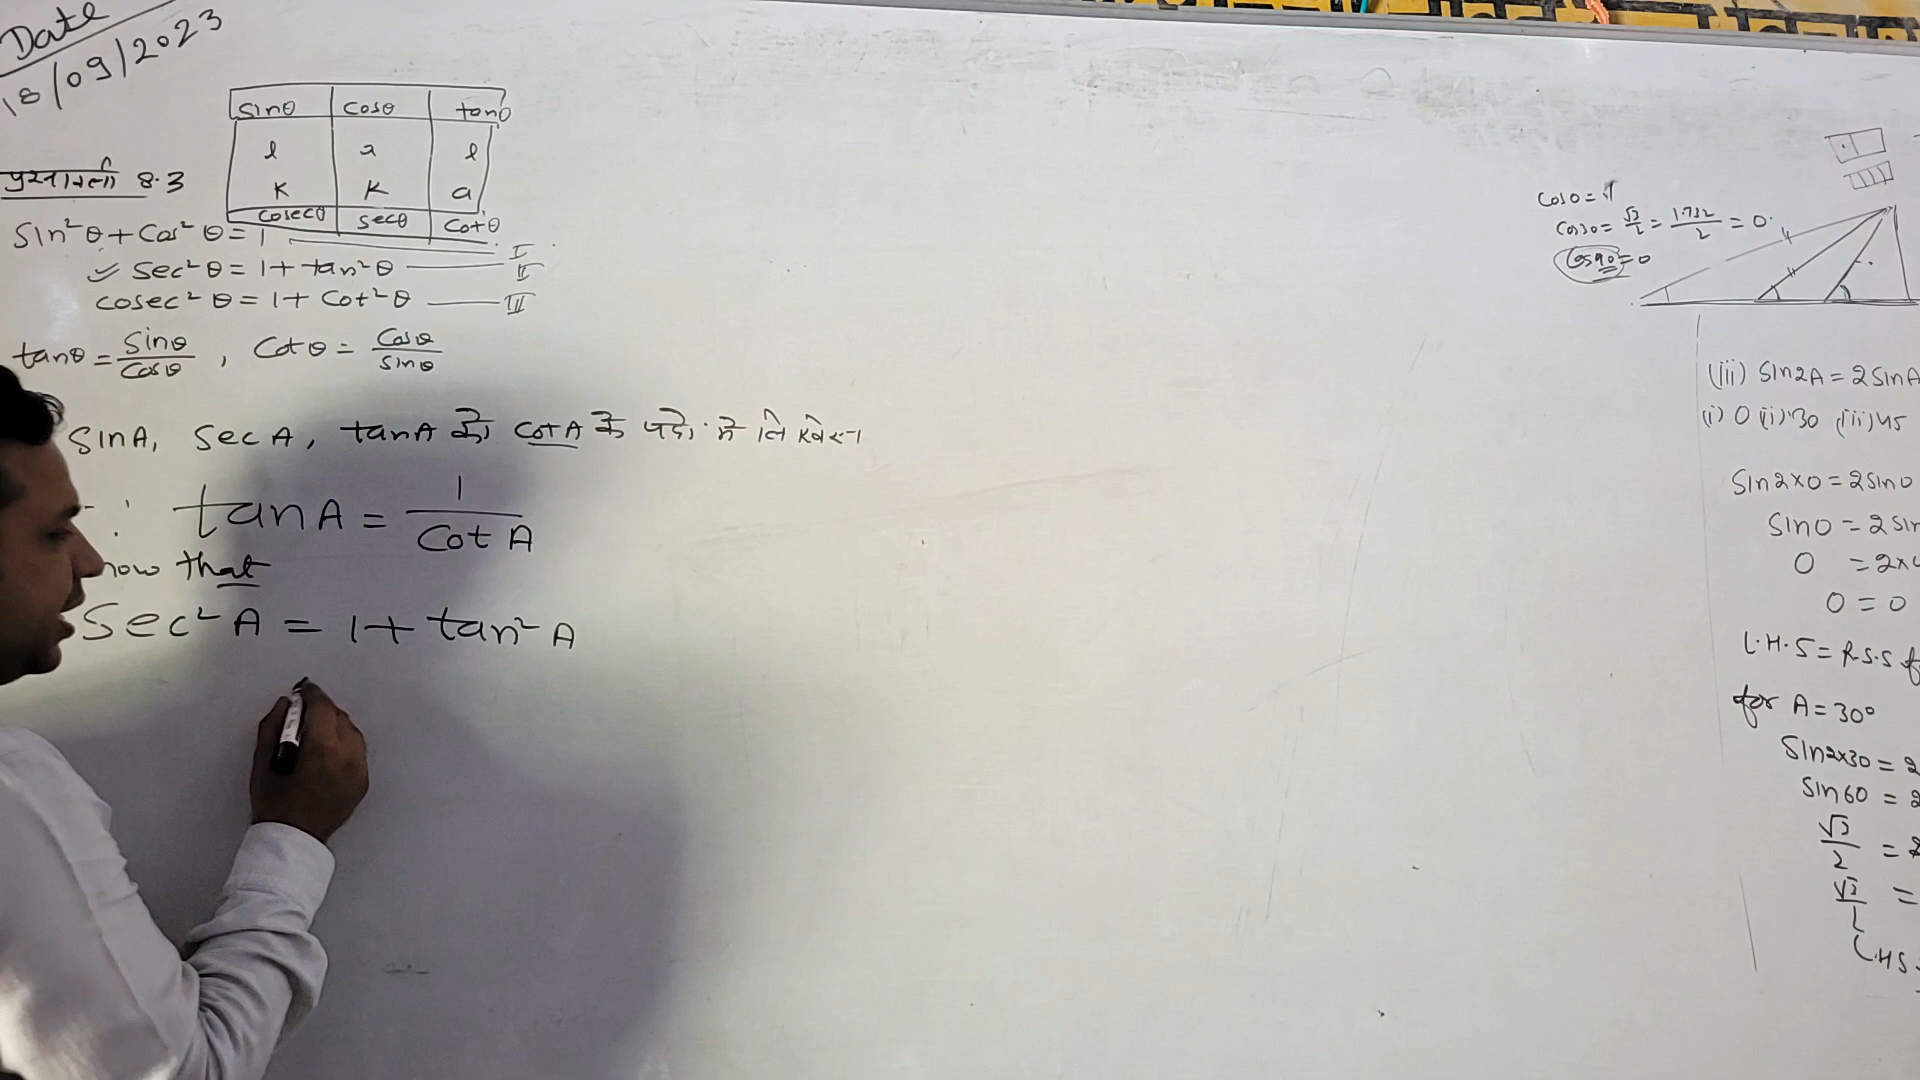 Date
18/09/2023
sinθ cosθ tanθ
l a l
K K a
cosecθ secθ cotθ
प्रश्नावली 8.3
sin²θ + cos²θ = 1 I
sec²θ = 1 + tan²θ II
cosec²θ = 1 + cot²θ III
tanθ = sinθ/cosθ , cotθ = cosθ/sinθ
sinA, secA, tanA को cotA के पदो में
∵ tanA = 1/cotA
now that
sec²A = 1 + tan²A
cos0 = 1
cos30 = √3/2 = 1.732/2 = 0.
cos90 = 0
(iii) sin2A = 2sinA
(i) 0 (ii) 30 (iii) 45
sin2×0 = 2sin0
sin0 = 2sin
0 = 2×
0 = 0
L.H.S = R.S.S
for A = 30°
sin2×30 = 2
sin60 = 2
√3/2 = 2
√3/2 =
L.HS